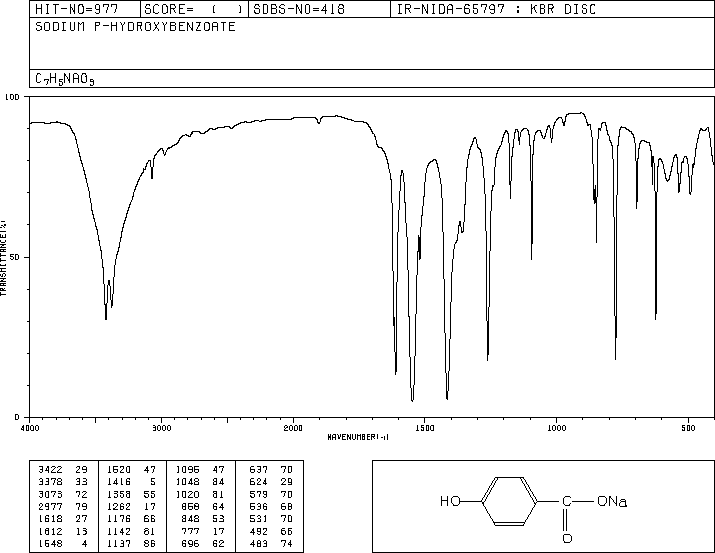 HIT-NO=977 SCORE= ( ) SDBS-NO=418 IR-NIDA-65797 : KBR DISC
SODIUM P-HYDROXYBENZOATE
C7H5NAO3
100
50
0
TRANSMITTANCE(%)
4000 3000 2000 1500 1000 500
WAVENUMBER(-1)
3422 29 1520 47 1096 47 637 70
3378 33 1416 5 1048 84 624 29
3073 72 1358 55 1020 81 579 70
2977 79 1262 17 858 64 536 68
1618 27 1176 66 848 53 531 70
1612 13 1142 81 777 17 492 66
1548 4 1137 86 696 62 483 74
HO
C
ONa
O